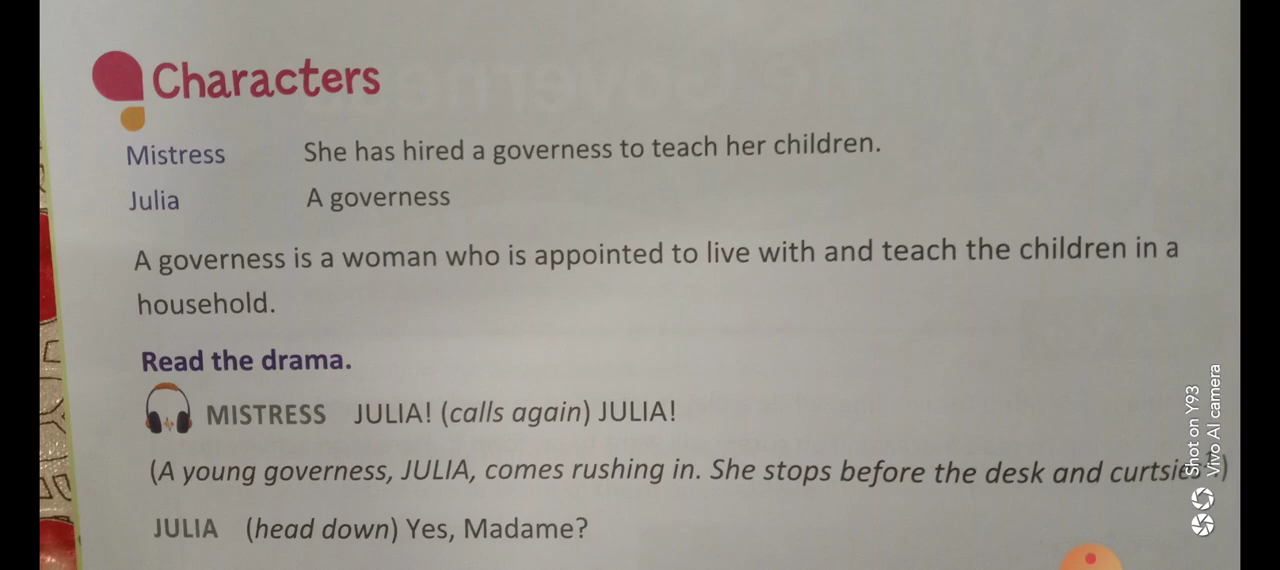 Characters
Mistress She has hired a governess to teach her children.
Julia A governess
A governess is a woman who is appointed to live with and teach the children in a
household.
Read the drama.
MISTRESS JULIA! (calls again) JULIA!
(A young governess, JULIA, comes rushing in. She stops before the desk and
JULIA (head down) Yes, Madame?
Shot on Y93
Vivo AI camera